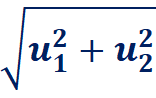 √(u₁² + u₂²)